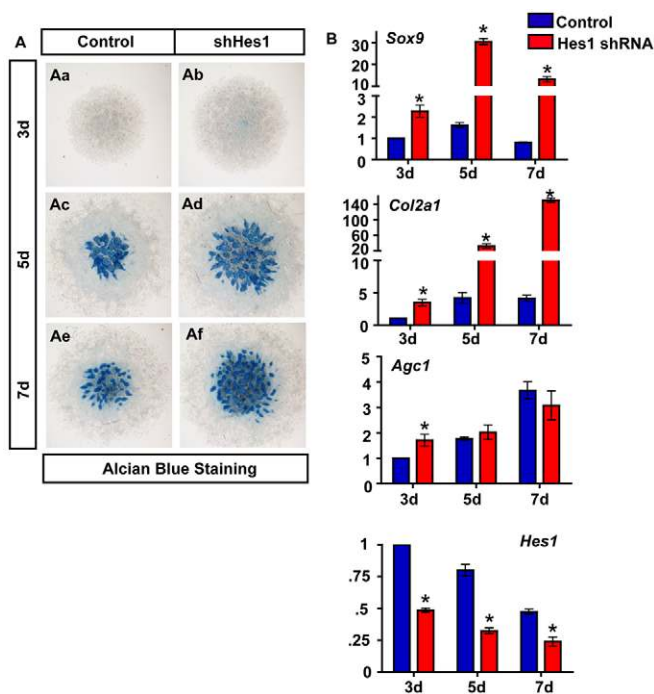 A
Control
shHes1
3d
Aa
Ab
5d
Ac
Ad
7d
Ae
Af
Alcian Blue Staining
B
Control
Hes1 shRNA
Sox9
30
20
10
2
1
0
*
*
*
3d 5d 7d
Col2a1
140
100
60
20
10
5
0
*
*
*
3d 5d 7d
Agc1
5
4
3
2
1
0
*
3d 5d 7d
Hes1
1
.75
.5
.25
0
*
*
*
3d 5d 7d